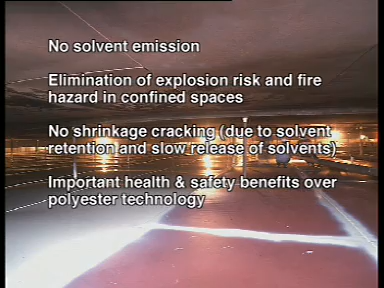 No solvent emission
Elimination of explosion risk and fire
hazard in confined spaces
No shrinkage cracking (due to solvent
retention and slow release of solvents)
Important health & safety benefits over
polyester technology